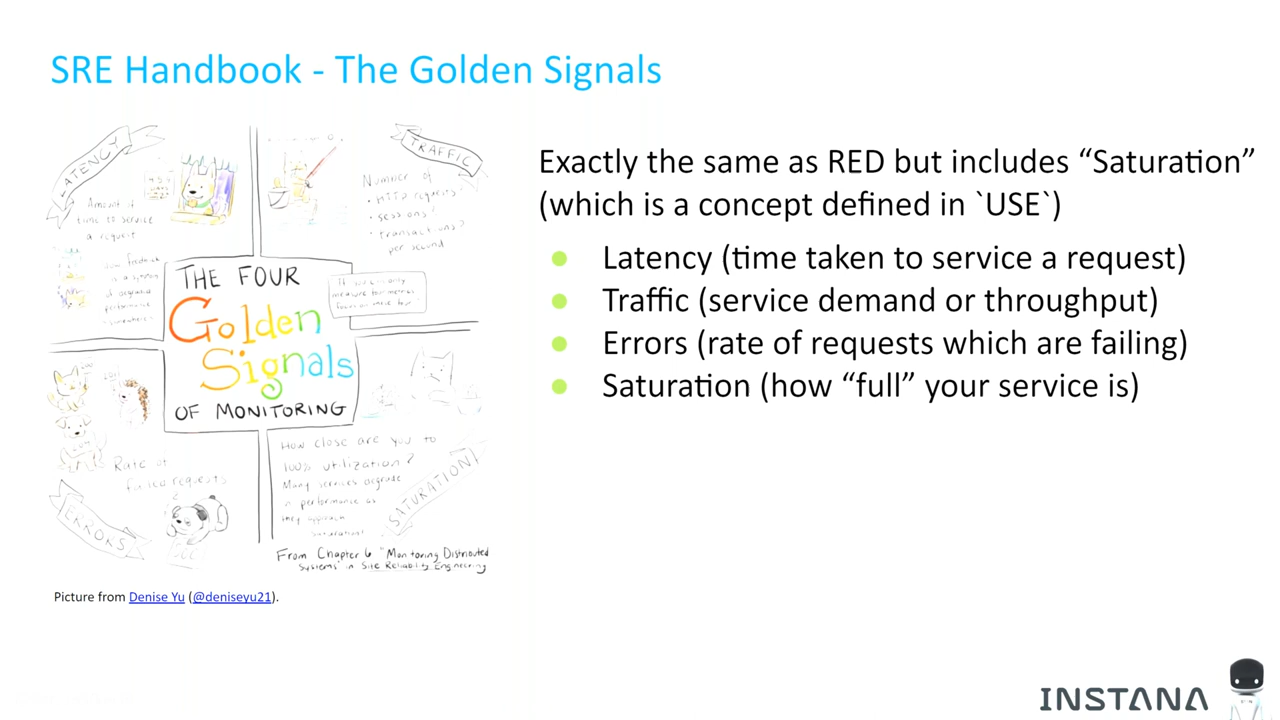 SRE Handbook - The Golden Signals
LATENCY
Amount of
time to service
a request
TRAFFIC
Number of
• HTTP requests?
• sessions?
• transactions?
per second
THE FOUR
Golden
Signals
OF MONITORING
Rate of
failed requests
ERRORS
How close are you to
100% utilization?
Many services degrade
in performance as
they approach
saturation!
SATURATION
From Chapter 6 "Monitoring Distributed
Systems" in Site Reliability Engineering
Picture from Denise Yu (@deniseyu21).
Exactly the same as RED but includes “Saturation”
(which is a concept defined in `USE`)
● Latency (time taken to service a request)
● Traffic (service demand or throughput)
● Errors (rate of requests which are failing)
● Saturation (how “full” your service is)
INSTANA